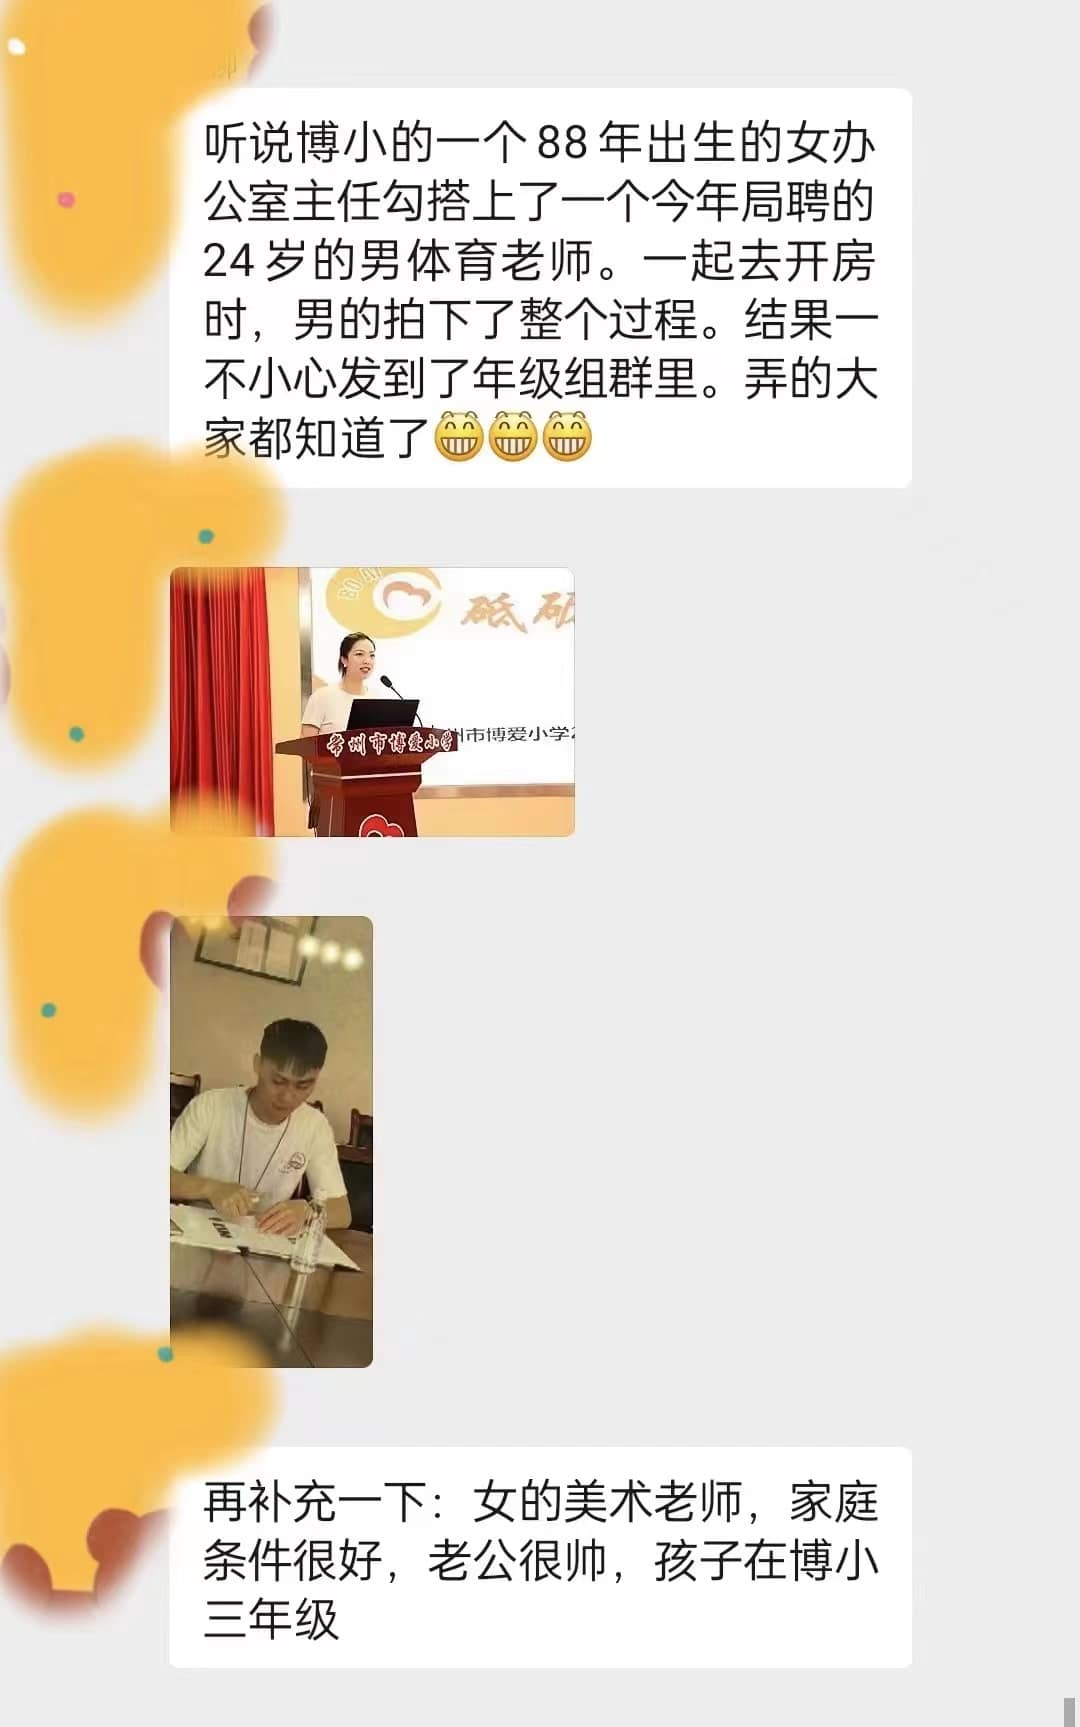 听说博小的一个88年出生的女办
公室主任勾搭上了一个今年局聘的
24岁的男体育老师。一起去开房
时，男的拍下了整个过程。结果一
不小心发到了年级组群里。弄的大
家都知道了😁😁😁
BO AI
砥砺
州市博爱小学2
常州市博爱小学
再补充一下：女的美术老师，家庭
条件很好，老公很帅，孩子在博小
三年级